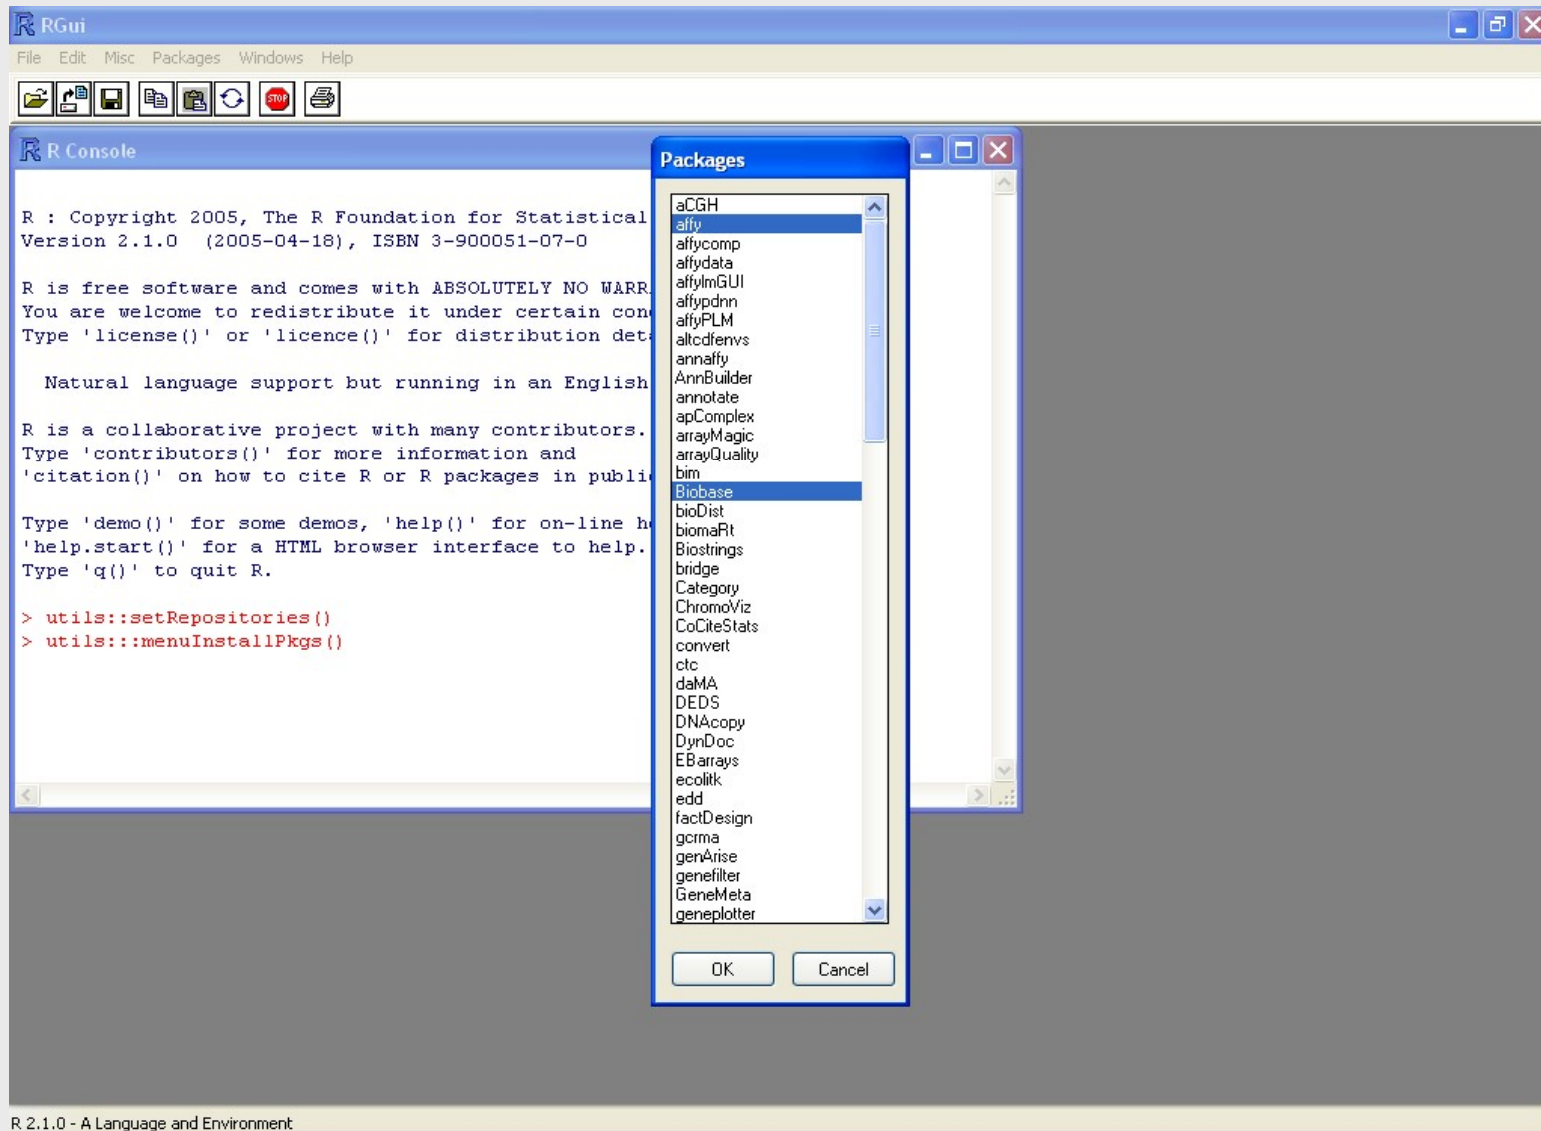 RGui
File Edit Misc Packages Windows Help
STOP
R Console
R : Copyright 2005, The R Foundation for Statistical
Version 2.1.0 (2005-04-18), ISBN 3-900051-07-0
R is free software and comes with ABSOLUTELY NO WARR
You are welcome to redistribute it under certain con
Type 'license()' or 'licence()' for distribution det
Natural language support but running in an English
R is a collaborative project with many contributors.
Type 'contributors()' for more information and
'citation()' on how to cite R or R packages in publi
Type 'demo()' for some demos, 'help()' for on-line h
'help.start()' for a HTML browser interface to help.
Type 'q()' to quit R.
> utils::setRepositories()
> utils:::menuInstallPkgs()
Packages
aCGH
affy
affycomp
affydata
affylmGUI
affypdnn
affyPLM
altcdfenvs
annaffy
AnnBuilder
annotate
apComplex
arrayMagic
arrayQuality
bim
Biobase
bioDist
biomaRt
Biostrings
bridge
Category
ChromoViz
CoCiteStats
convert
ctc
daMA
DEDS
DNAcopy
DynDoc
EBarrays
ecolitk
edd
factDesign
gcrma
genArise
genefilter
GeneMeta
geneplotter
OK Cancel
R 2.1.0 - A Language and Environment